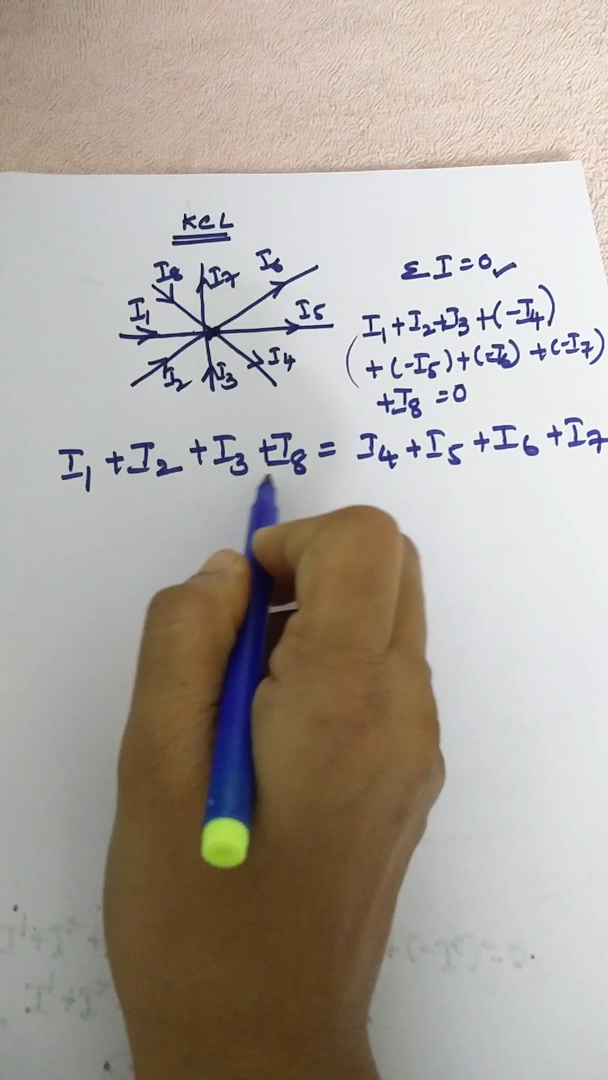 KCL
I8 I7 I6
I1 I5
I2 I3 I4
Σ I = 0 ✓
I1 + I2 + I3 + (-I4)
+ (-I5) + (-I6) + (-I7)
+ I8 = 0
I1 + I2 + I3 + I8 = I4 + I5 + I6 + I7